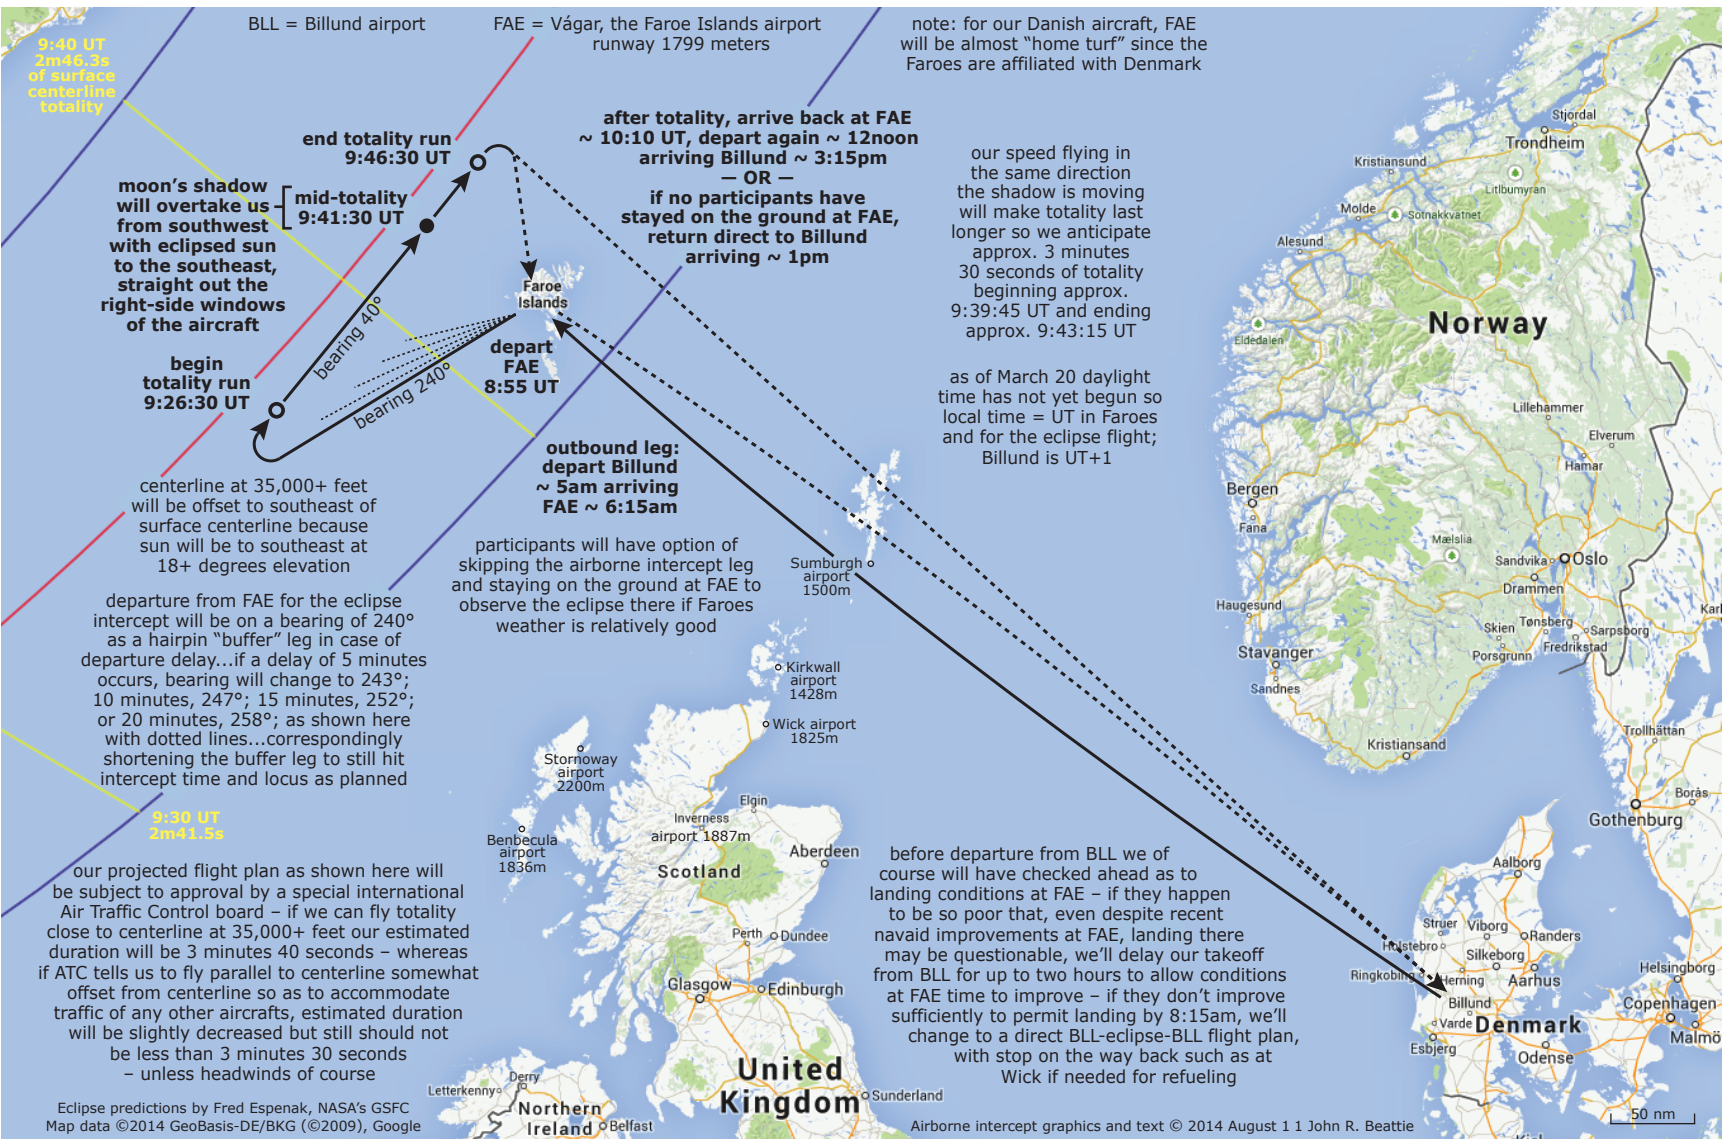 BLL = Billund airport
FAE = Vágar, the Faroe Islands airport
runway 1799 meters
note: for our Danish aircraft, FAE
will be almost “home turf” since the
Faroes are affiliated with Denmark
9:40 UT
2m46.3s
of surface
centerline
totality
end totality run
9:46:30 UT
after totality, arrive back at FAE
~ 10:10 UT, depart again ~ 12noon
arriving Billund ~ 3:15pm
— OR —
if no participants have
stayed on the ground at FAE,
return direct to Billund
arriving ~ 1pm
our speed flying in
the same direction
the shadow is moving
will make totality last
longer so we anticipate
approx. 3 minutes
30 seconds of totality
beginning approx.
9:39:45 UT and ending
approx. 9:43:15 UT
as of March 20 daylight
time has not yet begun so
local time = UT in Faroes
and for the eclipse flight;
Billund is UT+1
moon’s shadow
will overtake us
from southwest
with eclipsed sun
to the southeast,
straight out the
right-side windows
of the aircraft
mid-totality
9:41:30 UT
Faroe
Islands
bearing 40°
bearing 240°
depart
FAE
8:55 UT
begin
totality run
9:26:30 UT
outbound leg:
depart Billund
~ 5am arriving
FAE ~ 6:15am
centerline at 35,000+ feet
will be offset to southeast of
surface centerline because
sun will be to southeast at
18+ degrees elevation
participants will have option of
skipping the airborne intercept leg
and staying on the ground at FAE to
observe the eclipse there if Faroes
weather is relatively good
departure from FAE for the eclipse
intercept will be on a bearing of 240°
as a hairpin “buffer” leg in case of
departure delay...if a delay of 5 minutes
occurs, bearing will change to 243°;
10 minutes, 247°; 15 minutes, 252°;
or 20 minutes, 258°; as shown here
with dotted lines...correspondingly
shortening the buffer leg to still hit
intercept time and locus as planned
9:30 UT
2m41.5s
our projected flight plan as shown here will
be subject to approval by a special international
Air Traffic Control board – if we can fly totality
close to centerline at 35,000+ feet our estimated
duration will be 3 minutes 40 seconds – whereas
if ATC tells us to fly parallel to centerline somewhat
offset from centerline so as to accommodate
traffic of any other aircrafts, estimated duration
will be slightly decreased but still should not
be less than 3 minutes 30 seconds
– unless headwinds of course
Eclipse predictions by Fred Espenak, NASA’s GSFC
Map data ©2014 GeoBasis-DE/BKG (©2009), Google
Sumburgh
airport
1500m
Kirkwall
airport
1428m
Wick airport
1825m
Stornoway
airport
2200m
Benbecula
airport
1836m
Elgin
Inverness
airport 1887m
Aberdeen
Scotland
Perth
Dundee
Glasgow
Edinburgh
United
Kingdom
Sunderland
Letterkenny
Derry
Northern
Ireland
Belfast
before departure from BLL we of
course will have checked ahead as to
landing conditions at FAE – if they happen
to be so poor that, even despite recent
navaid improvements at FAE, landing there
may be questionable, we’ll delay our takeoff
from BLL for up to two hours to allow conditions
at FAE time to improve – if they don’t improve
sufficiently to permit landing by 8:15am, we’ll
change to a direct BLL-eclipse-BLL flight plan,
with stop on the way back such as at
Wick if needed for refueling
Airborne intercept graphics and text © 2014 August 1 1 John R. Beattie
Stjordal
Trondheim
Kristiansund
Litlbumyran
Molde
Sotnakkvatnet
Alesund
Eldedalen
Norway
Lillehammer
Elverum
Hamar
Bergen
Fana
Mælslia
Sandvika
Oslo
Drammen
Haugesund
Skien
Tønsberg
Sarpsborg
Fredrikstad
Porsgrunn
Karl
Stavanger
Sandnes
Kristiansand
Trollhättan
Borås
Gothenburg
Aalborg
Struer
Viborg
Randers
Holstebro
Silkeborg
Ringkobing
Herning
Aarhus
Billund
Varde
Denmark
Esbjerg
Odense
Helsingborg
Copenhagen
Malmö
50 nm